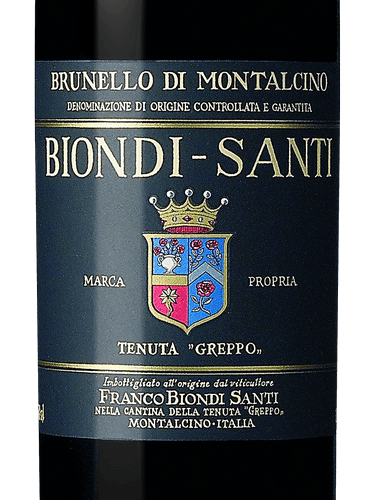 BRUNELLO DI MONTALCINO
DENOMINAZIONE DI ORIGINE CONTROLLATA E GARANTITA
BIONDI-SANTI
MARCA PROPRIA
TENUTA "GREPPO"
Imbottigliato all'origine dal viticultore
FRANCO BIONDI SANTI
NELLA CANTINA DELLA TENUTA "GREPPO"
MONTALCINO·ITALIA